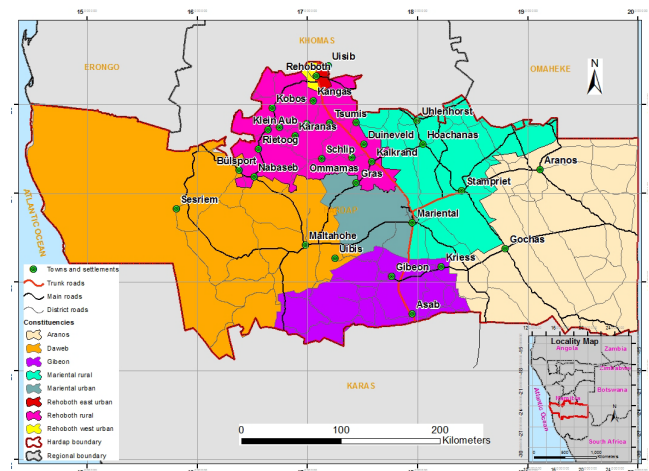 15 16 17 18 19 20
KHOMAS
ERONGO
OMAHEKE
N
Uisib
Rehoboth
Kangas
Kobos
Tsumis
Uhlenhorst
Klein Aub
Karanas
Duineveld
Hoachanas
Rietoog
Schlip
Kalkrand
Bullsport
Nabaseb
Ommamas
Gras
Aranos
Stampriet
Sesriem
Mariental
ATLANTIC OCEAN
Maltahohe
Gochas
Uibis
Kriess
Gibeon
Asab
KARAS
Towns and settlements
Trunk roads
Main roads
District roads
Constituencies
Aranos
Daweb
Gibeon
Mariental rural
Mariental urban
Rehoboth east urban
Rehoboth rural
Rehoboth west urban
Hardap boundary
Regional boundary
0 100 200
Kilometers
Locality Map
Angola
Zambia
Zimbabwe
Botswana
Namibia
Atlantic Ocean
N
South Africa
Kilometers